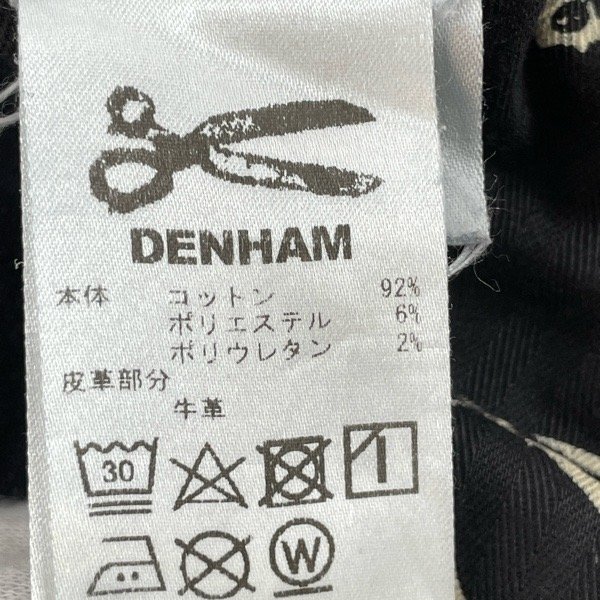 DENHAM
本体 コットン 92%
ポリエステル 6%
ポリウレタン 2%
皮革部分
牛革
30
W